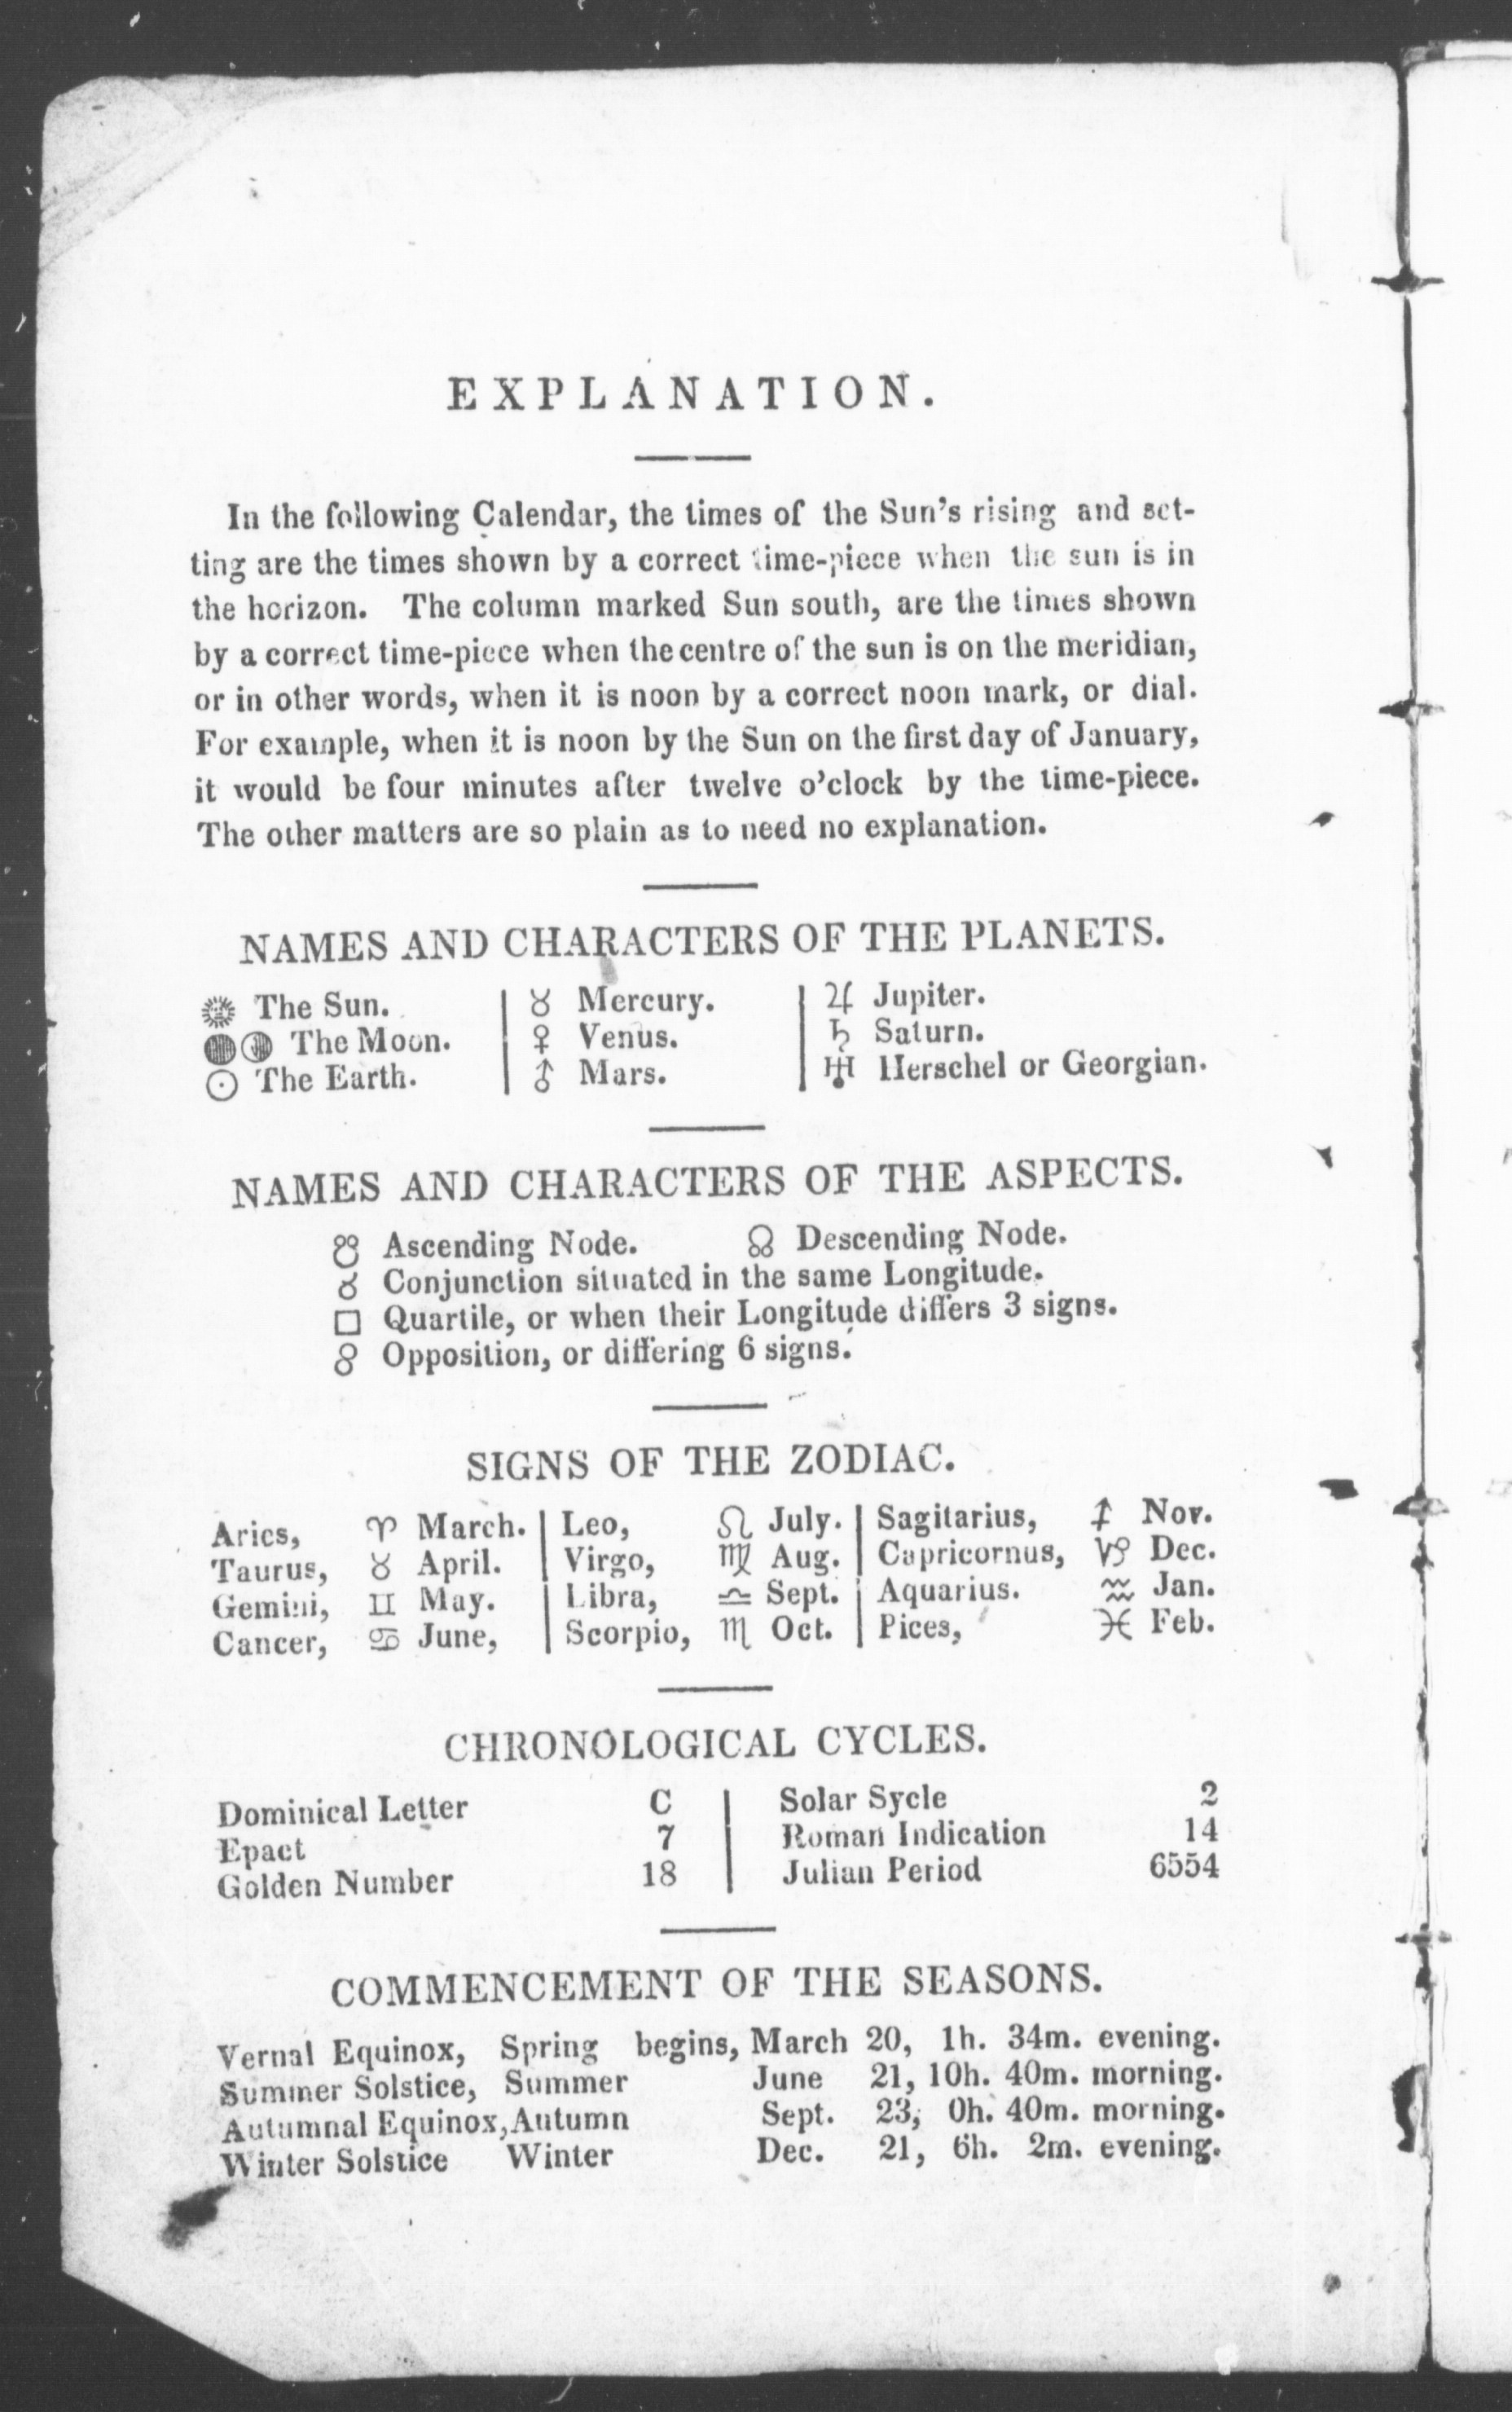 EXPLANATION.
In the following Calendar, the times of the Sun's rising and set-
ting are the times shown by a correct time-piece when the sun is in
the horizon. The column marked Sun south, are the times shown
by a correct time-piece when the centre of the sun is on the meridian,
or in other words, when it is noon by a correct noon mark, or dial.
For example, when it is noon by the Sun on the first day of January,
it would be four minutes after twelve o'clock by the time-piece.
The other matters are so plain as to need no explanation.
NAMES AND CHARACTERS OF THE PLANETS.
The Sun. | ☿ Mercury. | ♃ Jupiter.
The Moon. | ♀ Venus. | ♄ Saturn.
☉ The Earth. | ♂ Mars. | ♅ Herschel or Georgian.
NAMES AND CHARACTERS OF THE ASPECTS.
☋ Ascending Node. ☊ Descending Node.
☌ Conjunction situated in the same Longitude.
□ Quartile, or when their Longitude differs 3 signs.
☍ Opposition, or differing 6 signs.
SIGNS OF THE ZODIAC.
Aries, ♈ March. | Leo, ♌ July. | Sagitarius, ♐ Nov.
Taurus, ♉ April. | Virgo, ♍ Aug. | Capricornus, ♑ Dec.
Gemini, ♊ May. | Libra, ♎ Sept. | Aquarius. ♒ Jan.
Cancer, ♋ June, | Scorpio, ♏ Oct. | Pices, ♓ Feb.
CHRONOLOGICAL CYCLES.
Dominical Letter C | Solar Sycle 2
Epact 7 | Roman Indication 14
Golden Number 18 | Julian Period 6554
COMMENCEMENT OF THE SEASONS.
Vernal Equinox, Spring begins, March 20, 1h. 34m. evening.
Summer Solstice, Summer June 21, 10h. 40m. morning.
Autumnal Equinox, Autumn Sept. 23, 0h. 40m. morning.
Winter Solstice Winter Dec. 21, 6h. 2m. evening.